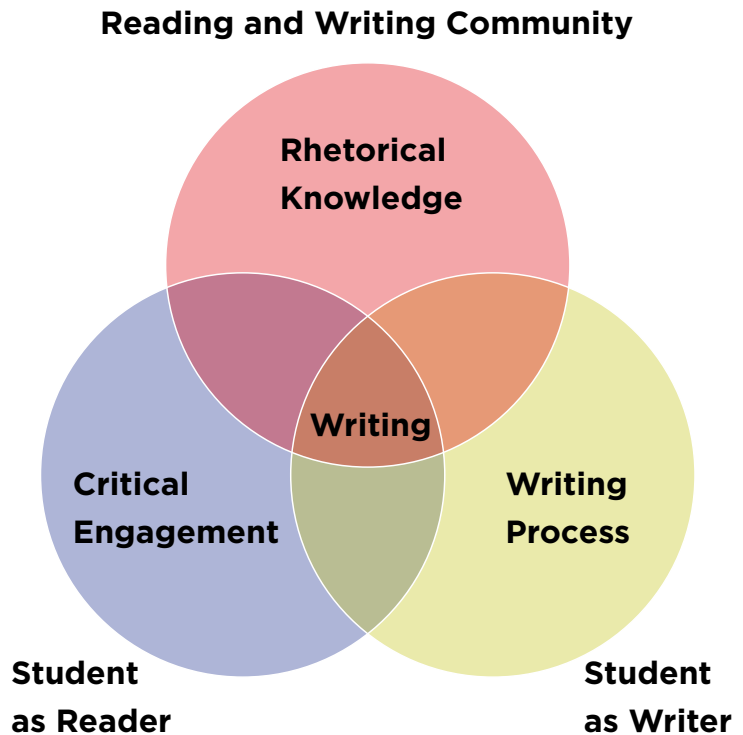 Reading and Writing Community
Rhetorical
Knowledge
Writing
Critical
Engagement
Writing
Process
Student
as Reader
Student
as Writer